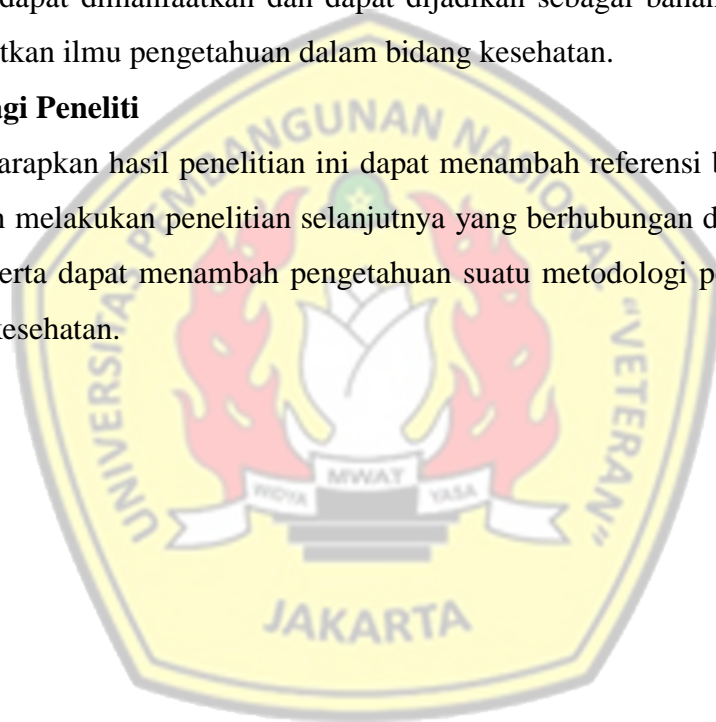 dapat dimanfaatkan dan dapat dijadikan sebagai bahan
tkan ilmu pengetahuan dalam bidang kesehatan.
gi Peneliti
arapkan hasil penelitian ini dapat menambah referensi b
n melakukan penelitian selanjutnya yang berhubungan d
erta dapat menambah pengetahuan suatu metodologi p
kesehatan.
UNIVERSITAS PEMBANGUNAN NASIONAL "VETERAN"
WIDYA MWAT YASA
JAKARTA